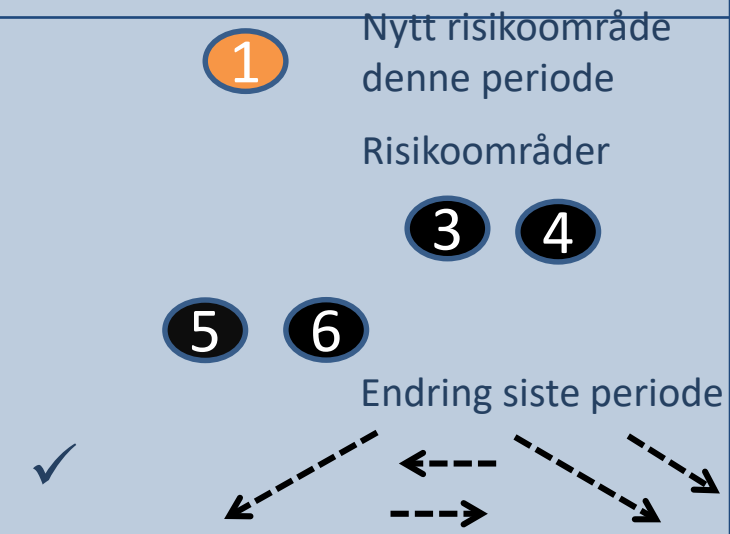 1
Nytt risikoområde
denne periode
Risikoområder
3 4
5 6
Endring siste periode